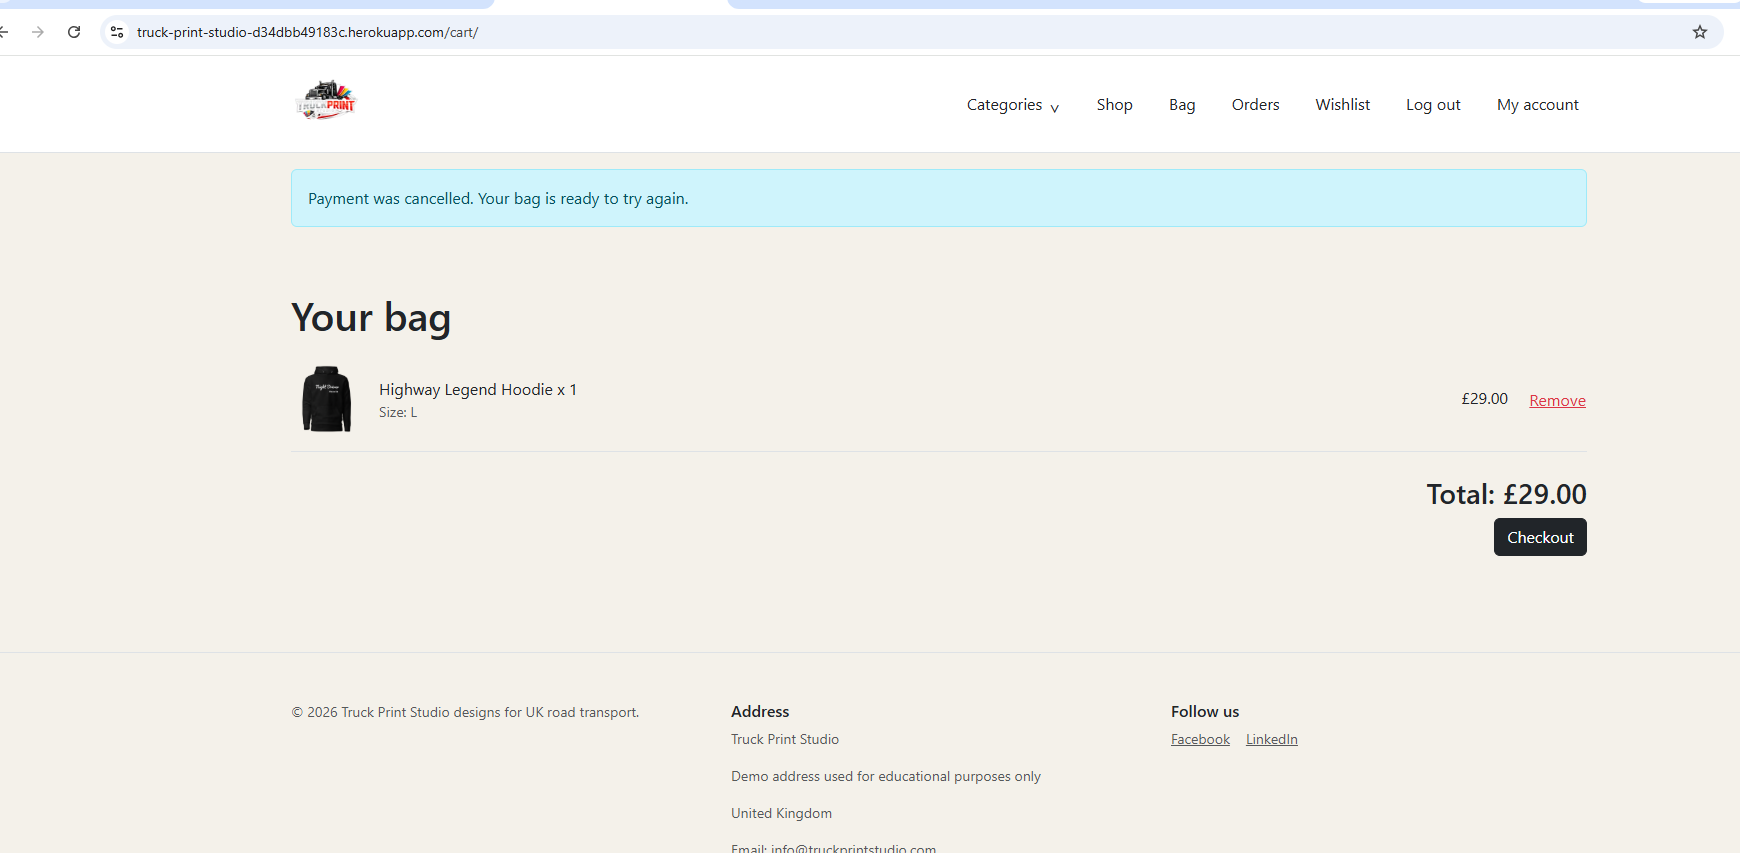 truck-print-studio-d34dbb49183c.herokuapp.com/cart/
TRUCKPRINT
Categories Shop Bag Orders Wishlist Log out My account
Payment was cancelled. Your bag is ready to try again.
Your bag
Highway Legend Hoodie x 1
Size: L
£29.00 Remove
Total: £29.00
Checkout
© 2026 Truck Print Studio designs for UK road transport.
Address
Truck Print Studio
Demo address used for educational purposes only
United Kingdom
Email: info@truckprintstudio.com
Follow us
Facebook LinkedIn